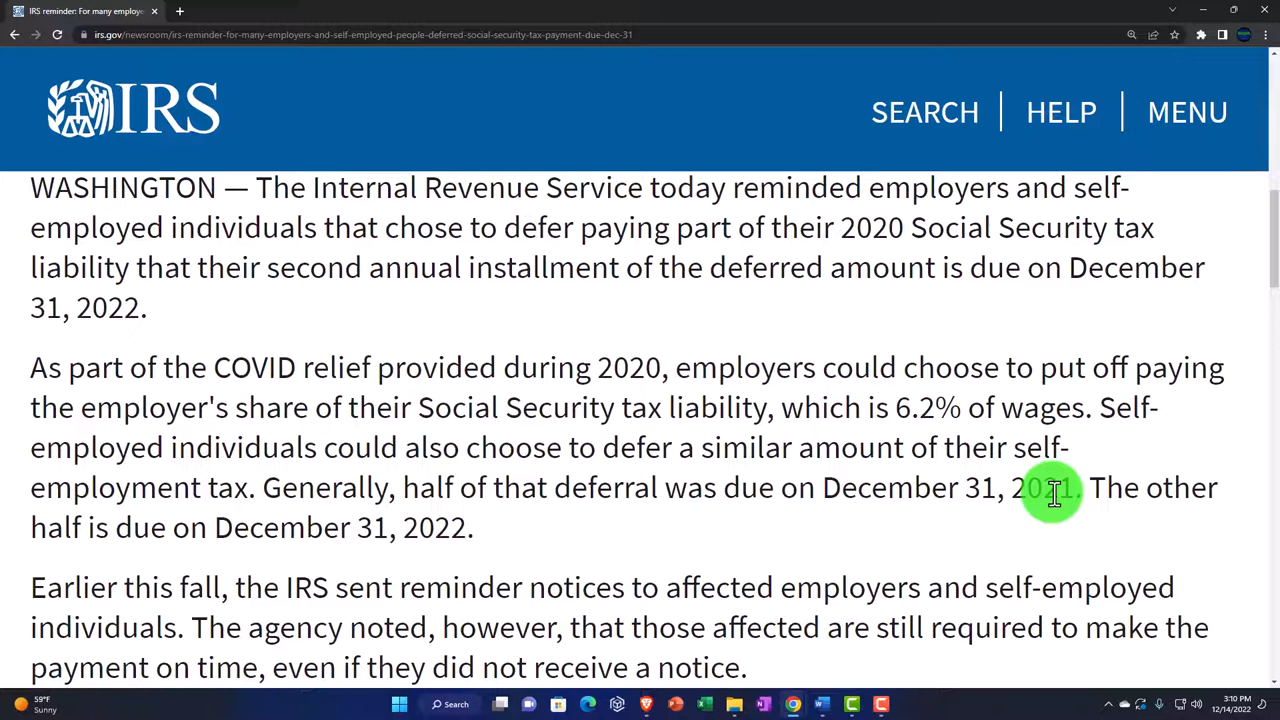 IRS reminder: For many employe
irs.gov/newsroom/irs-reminder-for-many-employers-and-self-employed-people-deferred-social-security-tax-payment-due-dec-31
IRS
SEARCH HELP MENU
WASHINGTON — The Internal Revenue Service today reminded employers and self-
employed individuals that chose to defer paying part of their 2020 Social Security tax
liability that their second annual installment of the deferred amount is due on December
31, 2022.
As part of the COVID relief provided during 2020, employers could choose to put off paying
the employer's share of their Social Security tax liability, which is 6.2% of wages. Self-
employed individuals could also choose to defer a similar amount of their self-
employment tax. Generally, half of that deferral was due on December 31, 2021. The other
half is due on December 31, 2022.
Earlier this fall, the IRS sent reminder notices to affected employers and self-employed
individuals. The agency noted, however, that those affected are still required to make the
payment on time, even if they did not receive a notice.
59°F
Sunny
Search
3:10 PM
12/14/2022